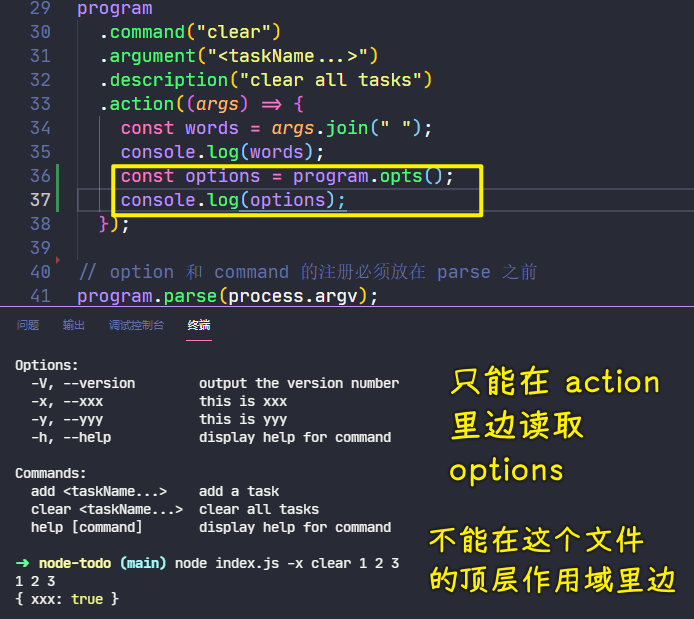 29 program
30 .command("clear")
31 .argument("<taskName...>")
32 .description("clear all tasks")
33 .action((args) => {
34 const words = args.join(" ");
35 console.log(words);
36 const options = program.opts();
37 console.log(options);
38 });
39
40 // option 和 command 的注册必须放在 parse 之前
41 program.parse(process.argv);
问题 输出 调试控制台 终端
Options:
-V, --version output the version number
-x, --xxx this is xxx
-y, --yyy this is yyy
-h, --help display help for command
Commands:
add <taskName...> add a task
clear <taskName...> clear all tasks
help [command] display help for command
➜ node-todo (main) node index.js -x clear 1 2 3
1 2 3
{ xxx: true }
只能在 action
里边读取
options
不能在这个文件
的顶层作用域里边